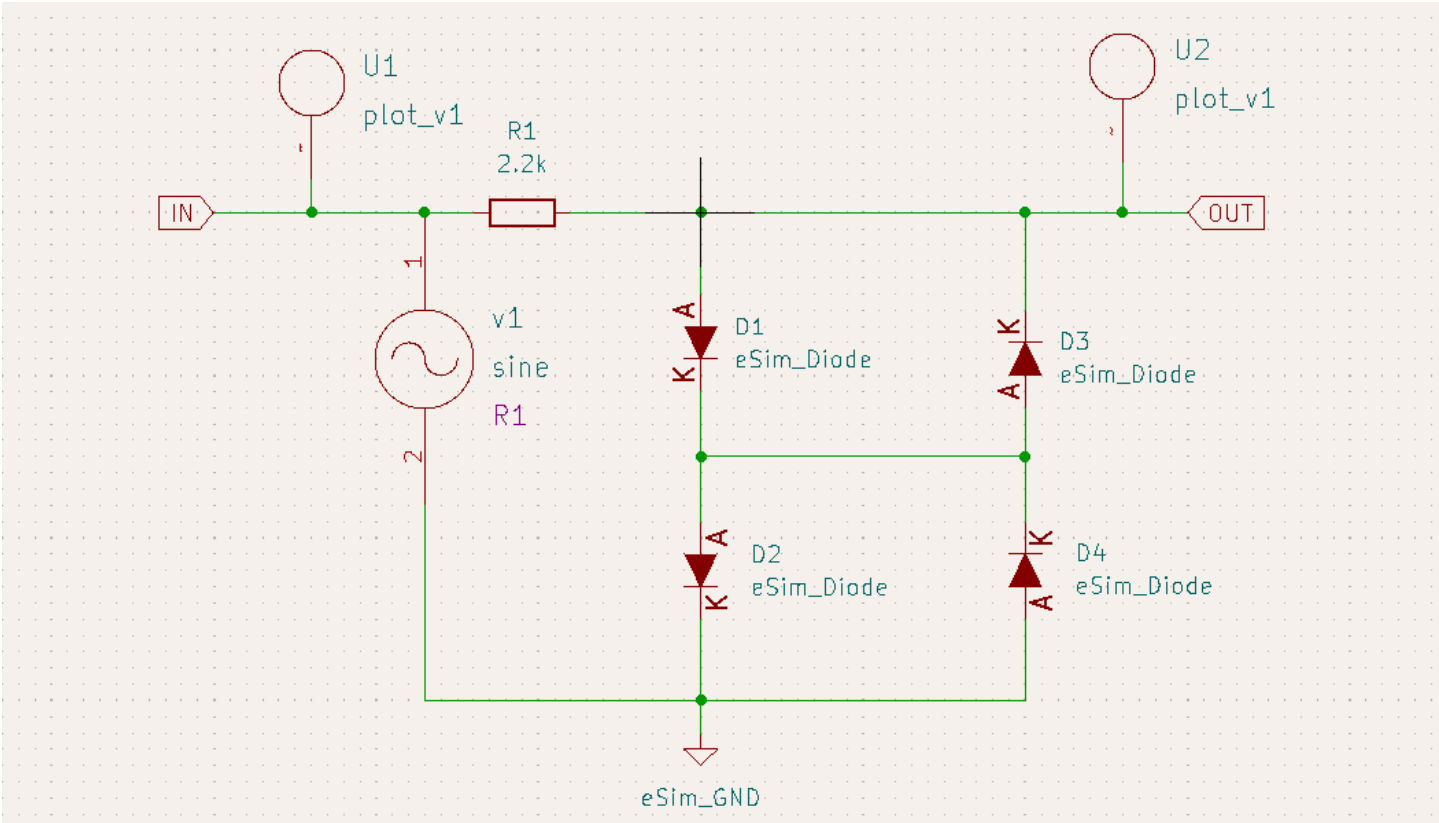 U1
plot_v1
U2
plot_v1
R1
2.2k
IN
OUT
1
v1
sine
R1
2
A
D1
eSim_Diode
K
K
D3
eSim_Diode
A
A
D2
eSim_Diode
K
K
D4
eSim_Diode
A
eSim_GND